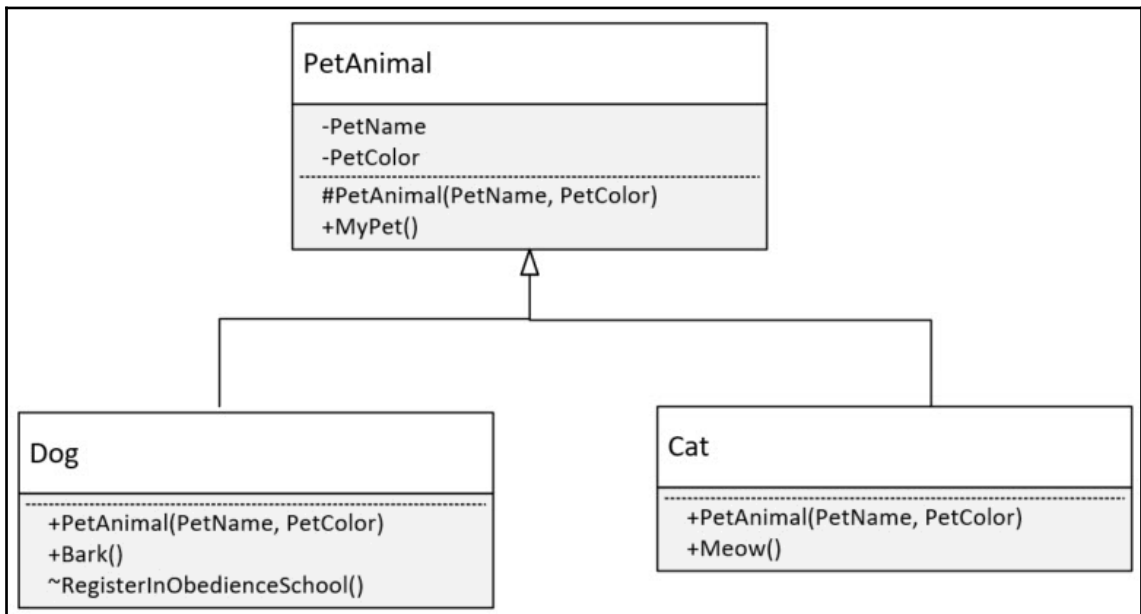 PetAnimal
-PetName
-PetColor
#PetAnimal(PetName, PetColor)
+MyPet()
Dog
+PetAnimal(PetName, PetColor)
+Bark()
~RegisterInObedienceSchool()
Cat
+PetAnimal(PetName, PetColor)
+Meow()